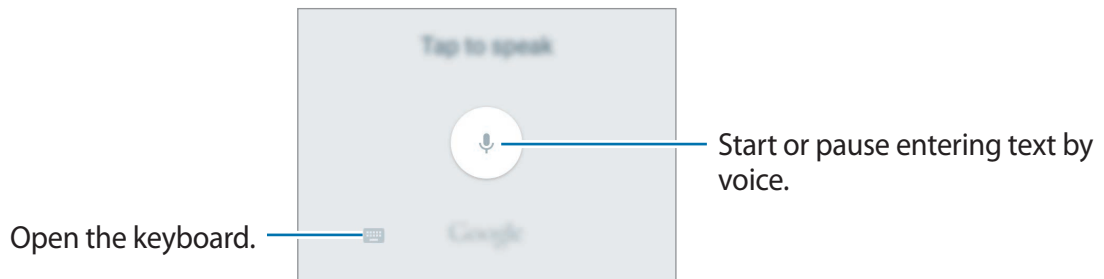 Tap to speak
Start or pause entering text by
voice.
Open the keyboard.
Google